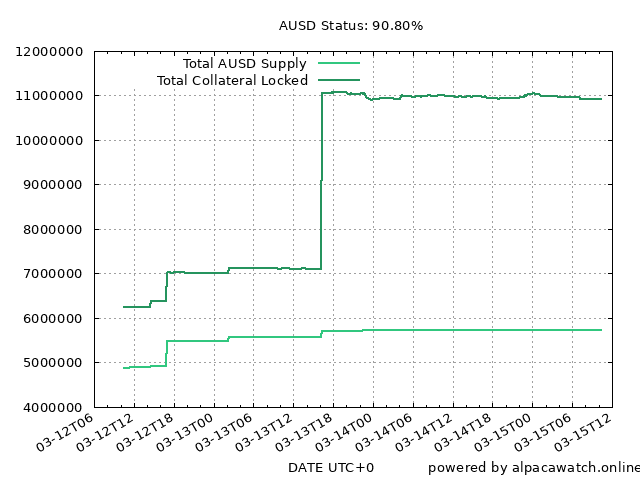 AUSD Status: 90.80%
12000000
11000000
10000000
9000000
8000000
7000000
6000000
5000000
4000000
Total AUSD Supply
Total Collateral Locked
03-12T06
03-12T12
03-12T18
03-13T00
03-13T06
03-13T12
03-13T18
03-14T00
03-14T06
03-14T12
03-14T18
03-15T00
03-15T06
03-15T12
DATE UTC+0
powered by alpacawatch.online